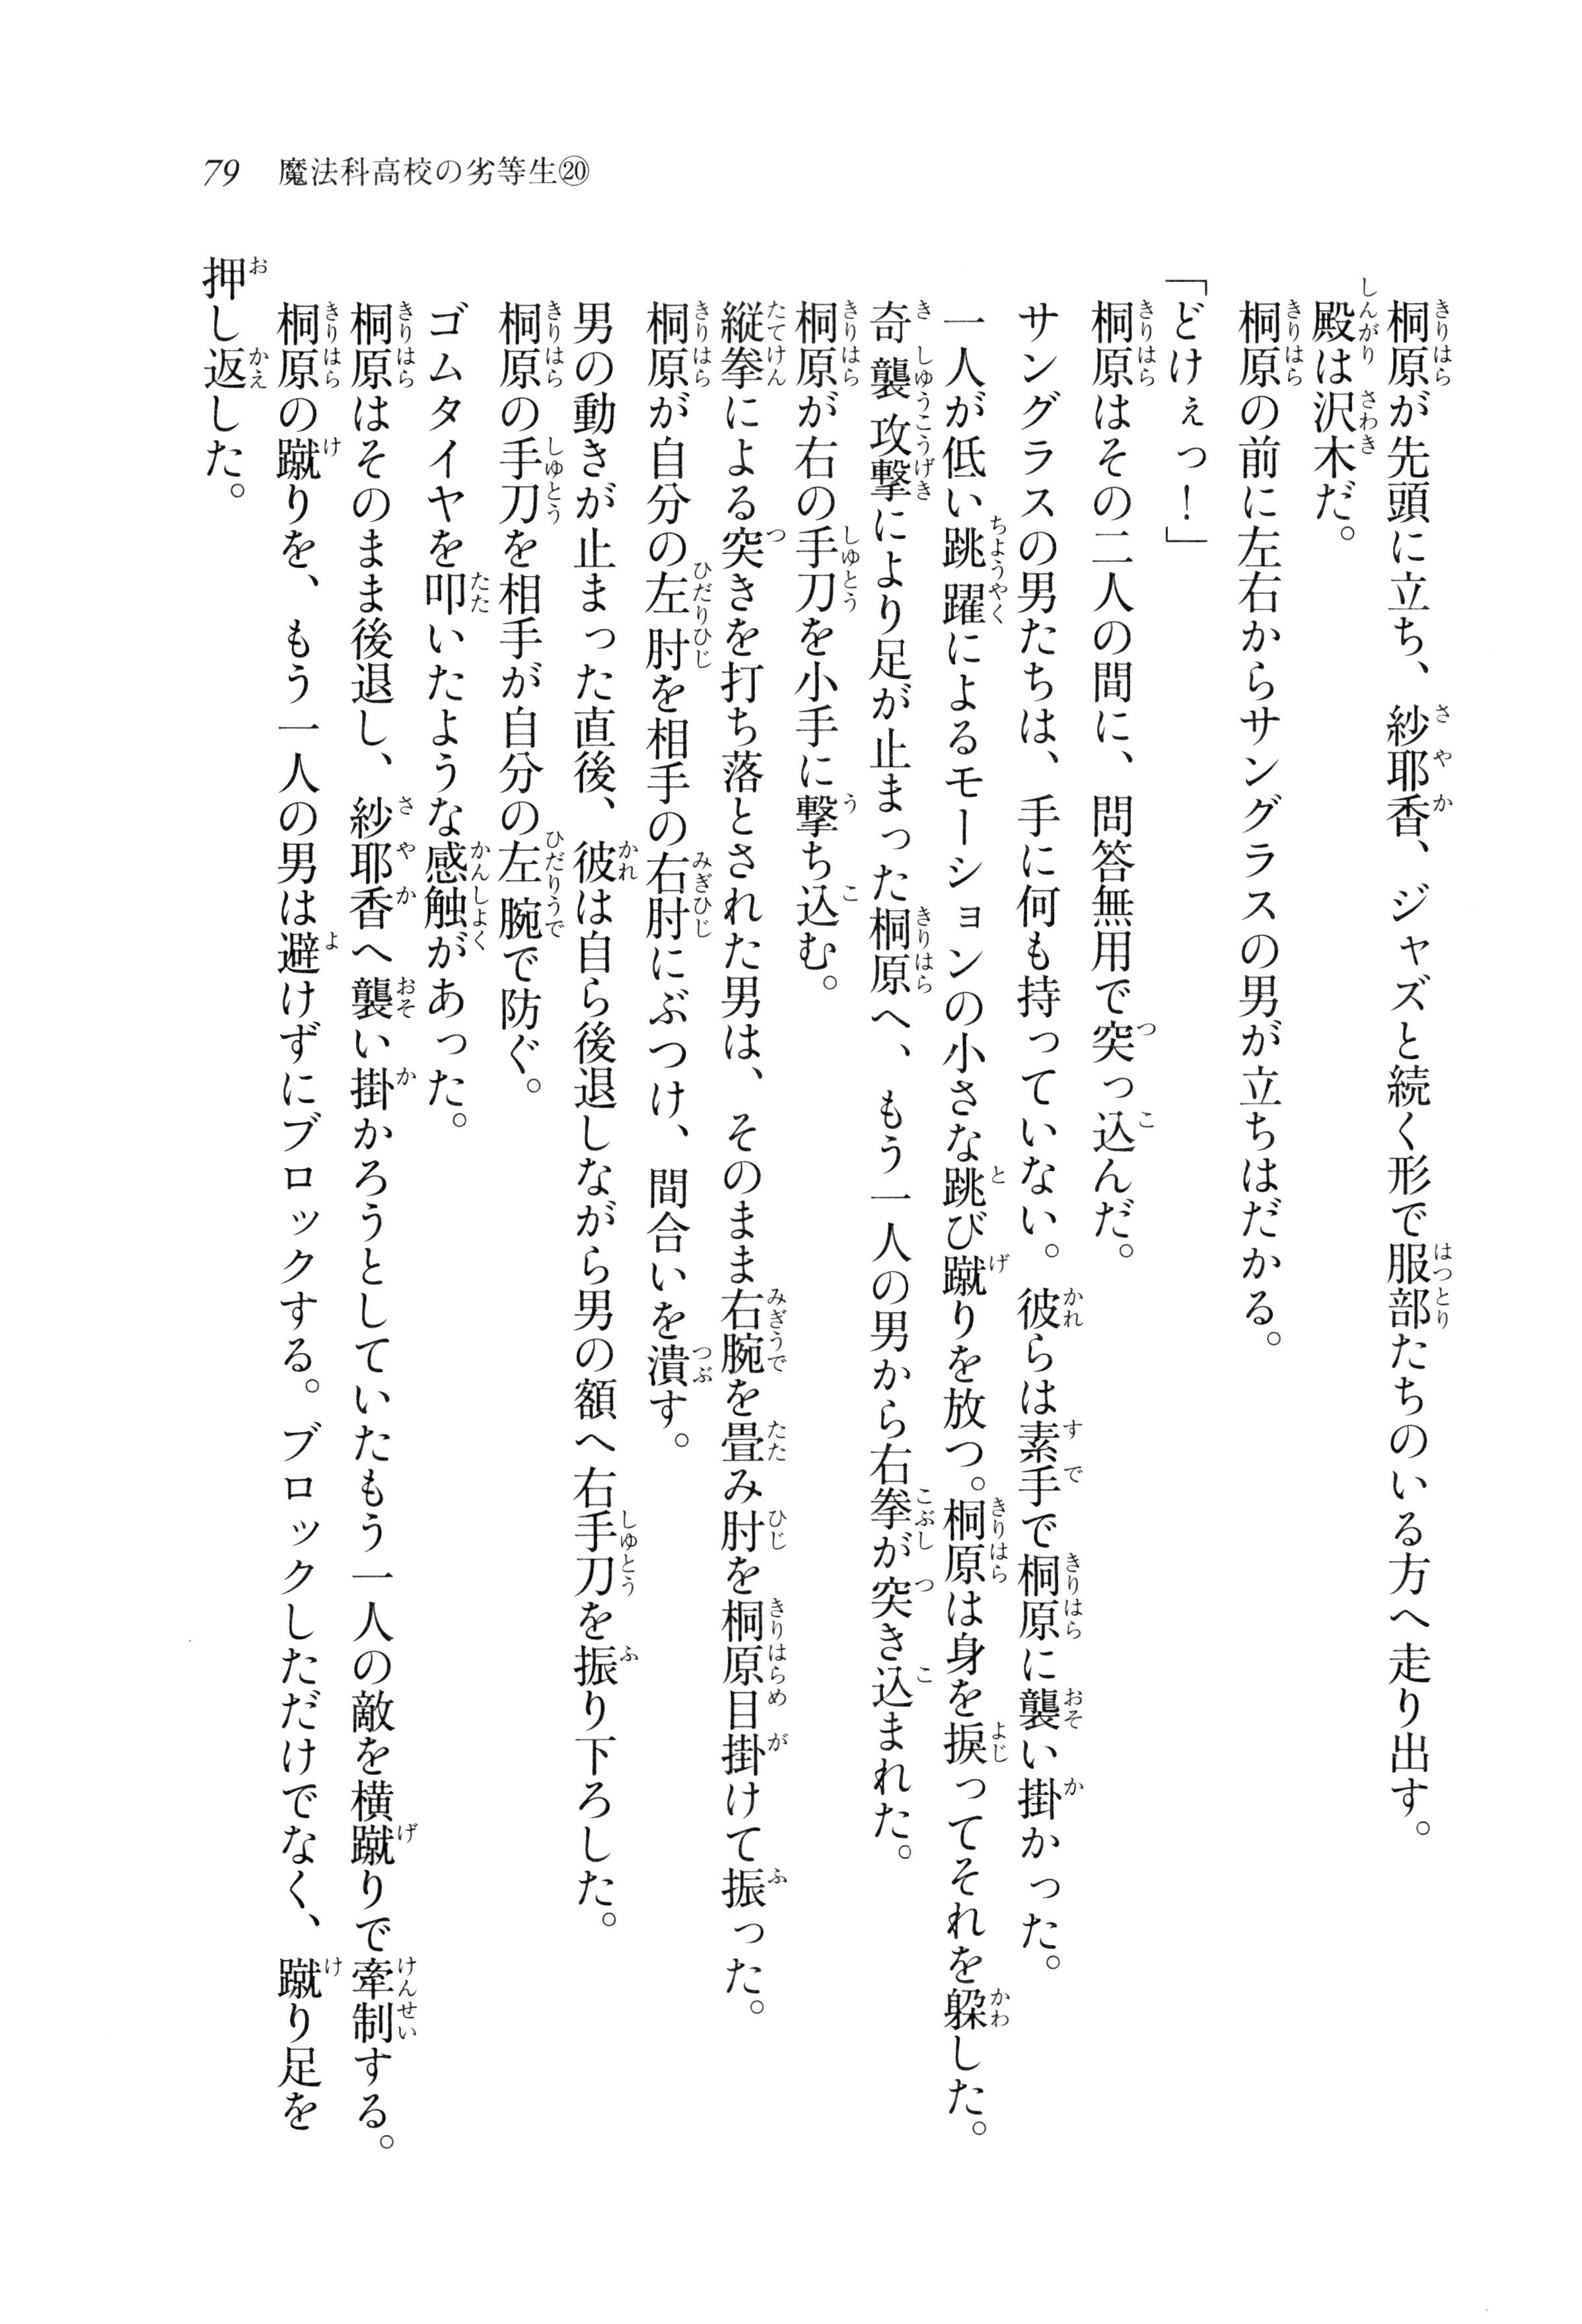 79 魔法科高校の劣等生⑳
桐原が先頭に立ち、紗耶香、ジャズと続く形で服部たちのいる方へ走り出す。
殿は沢木だ。
桐原の前に左右からサングラスの男が立ちはだかる。
「どけぇっ！」
桐原はその二人の間に、問答無用で突っ込んだ。
サングラスの男たちは、手に何も持っていない。彼らは素手で桐原に襲い掛かった。
一人が低い跳躍によるモーションの小さな跳び蹴りを放つ。桐原は身を捩ってそれを躱した。
奇襲攻撃により足が止まった桐原へ、もう一人の男から右拳が突き込まれた。
桐原が右の手刀を小手に撃ち込む。
縦拳による突きを打ち落とされた男は、そのまま右腕を畳み肘を桐原目掛けて振った。
桐原が自分の左肘を相手の右肘にぶつけ、間合いを潰す。
男の動きが止まった直後、彼は自ら後退しながら男の額へ右手刀を振り下ろした。
桐原の手刀を相手が自分の左腕で防ぐ。
ゴムタイヤを叩いたような感触があった。
桐原はそのまま後退し、紗耶香へ襲い掛かろうとしていたもう一人の敵を横蹴りで牽制する。
桐原の蹴りを、もう一人の男は避けずにブロックする。ブロックしただけでなく、蹴り足を
押し返した。